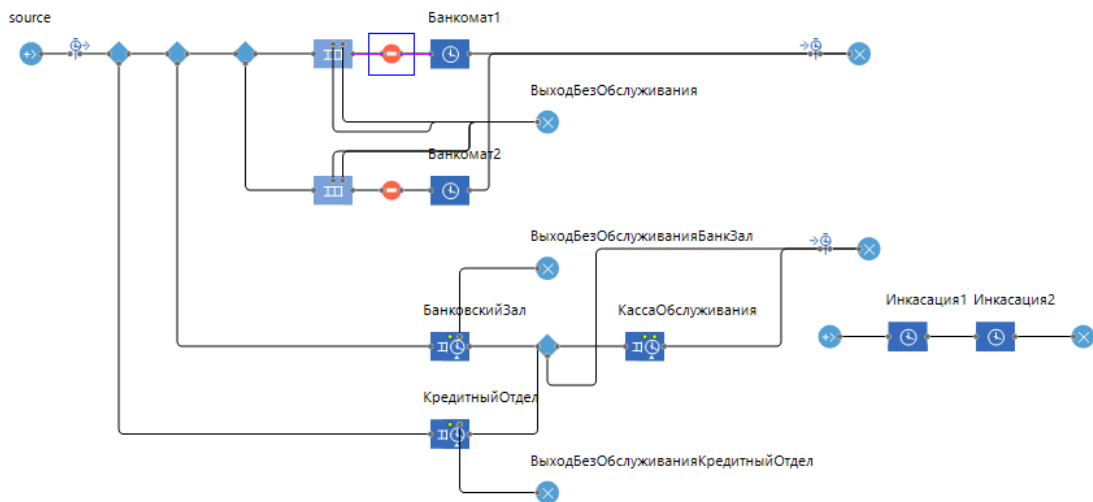 source
Банкомат1
ВыходБезОбслуживания
Банкомат2
ВыходБезОбслуживанияБанкЗал
БанковскийЗал
КассаОбслуживания
Инкасация1
Инкасация2
КредитныйОтдел
ВыходБезОбслуживанияКредитныйОтдел